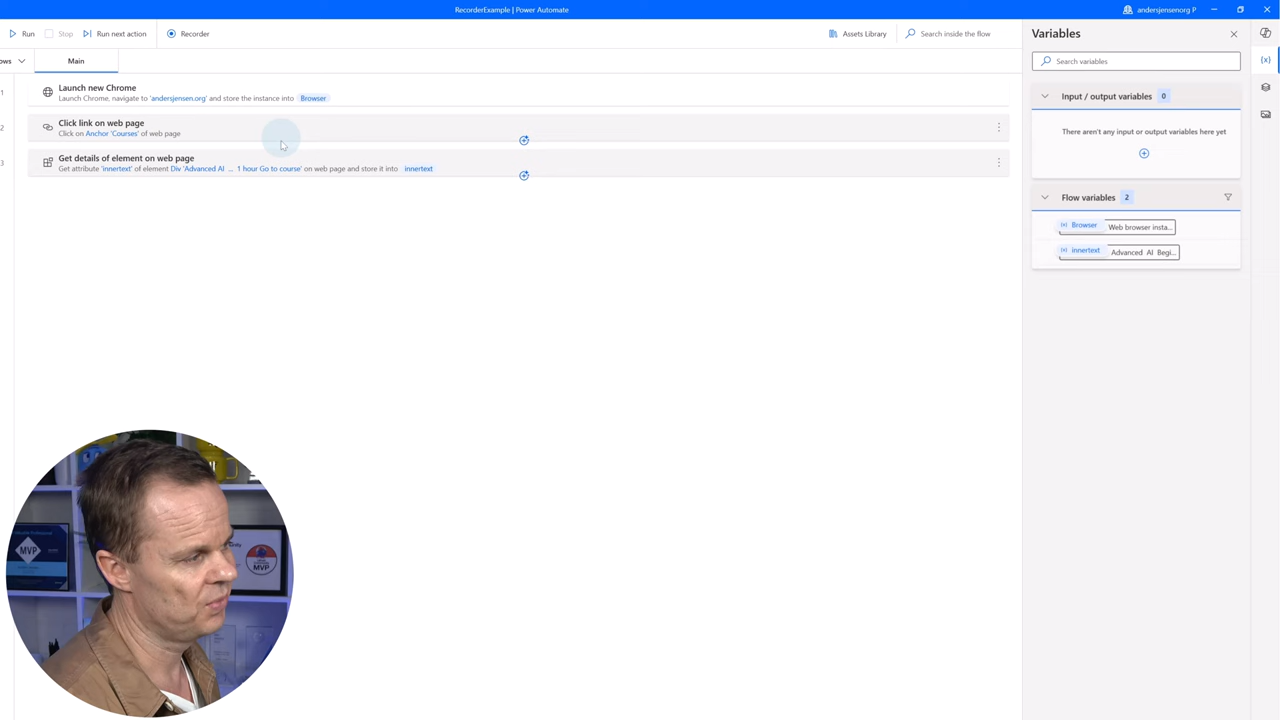 RecorderExample | Power Automate
andersjensenorg P
Run
Stop
Run next action
Recorder
Assets Library
Search inside the flow
Main
1
Launch new Chrome
Launch Chrome, navigate to 'andersjensen.org' and store the instance into Browser
2
Click link on web page
Click on Anchor 'Courses' of web page
3
Get details of element on web page
Get attribute 'innertext' of element Div 'Advanced AI ... 1 hour Go to course' on web page and store it into innertext
Variables
Search variables
Input / output variables 0
There aren't any input or output variables here yet
Flow variables 2
(x) Browser Web browser insta...
(x) innertext Advanced AI Begi...
{x}
MVP
MVP